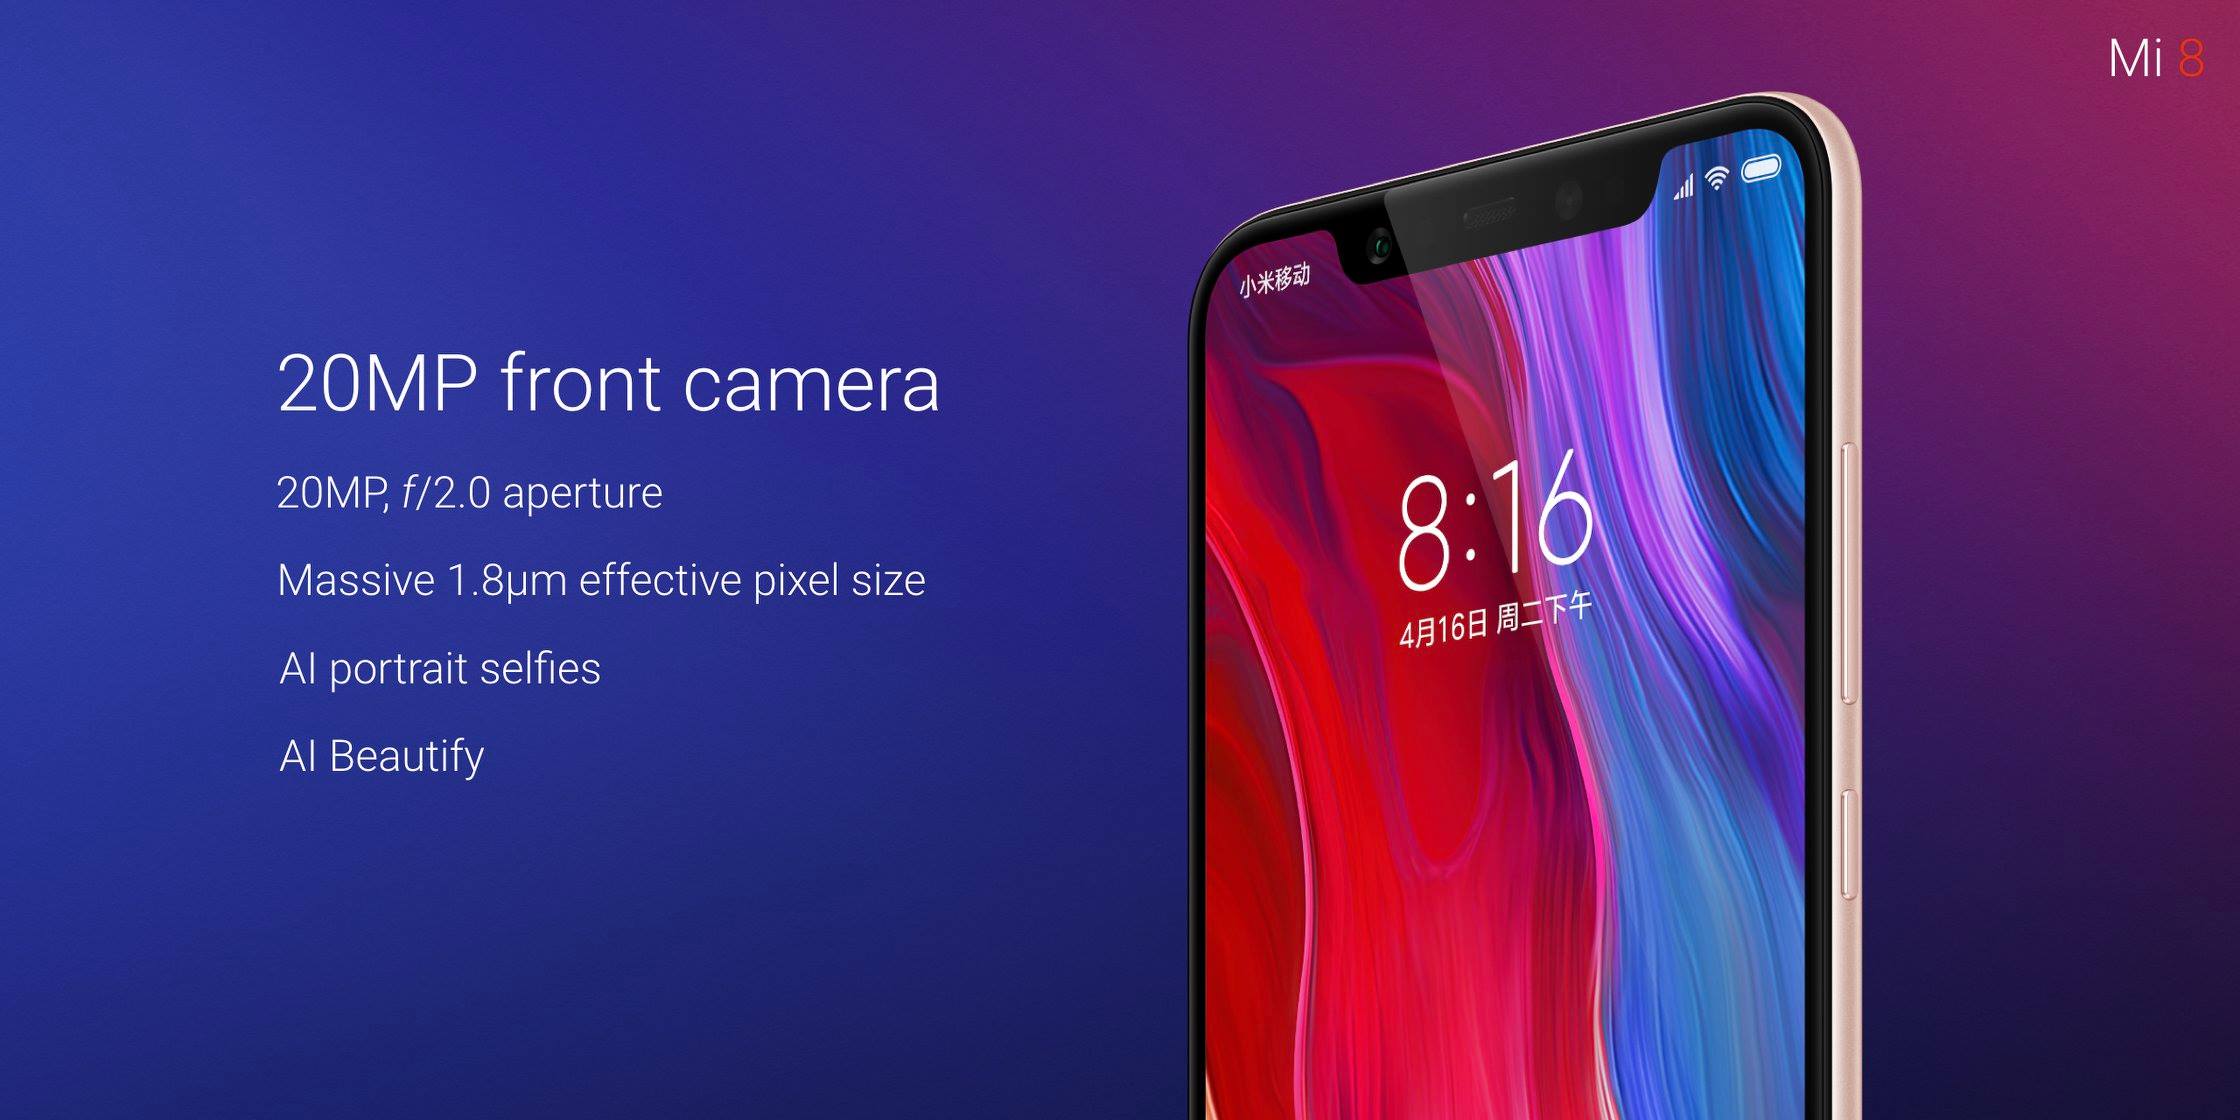 Mi 8
20MP front camera
20MP, f/2.0 aperture
Massive 1.8μm effective pixel size
AI portrait selfies
AI Beautify
小米移动
8:16
4月16日 周二下午